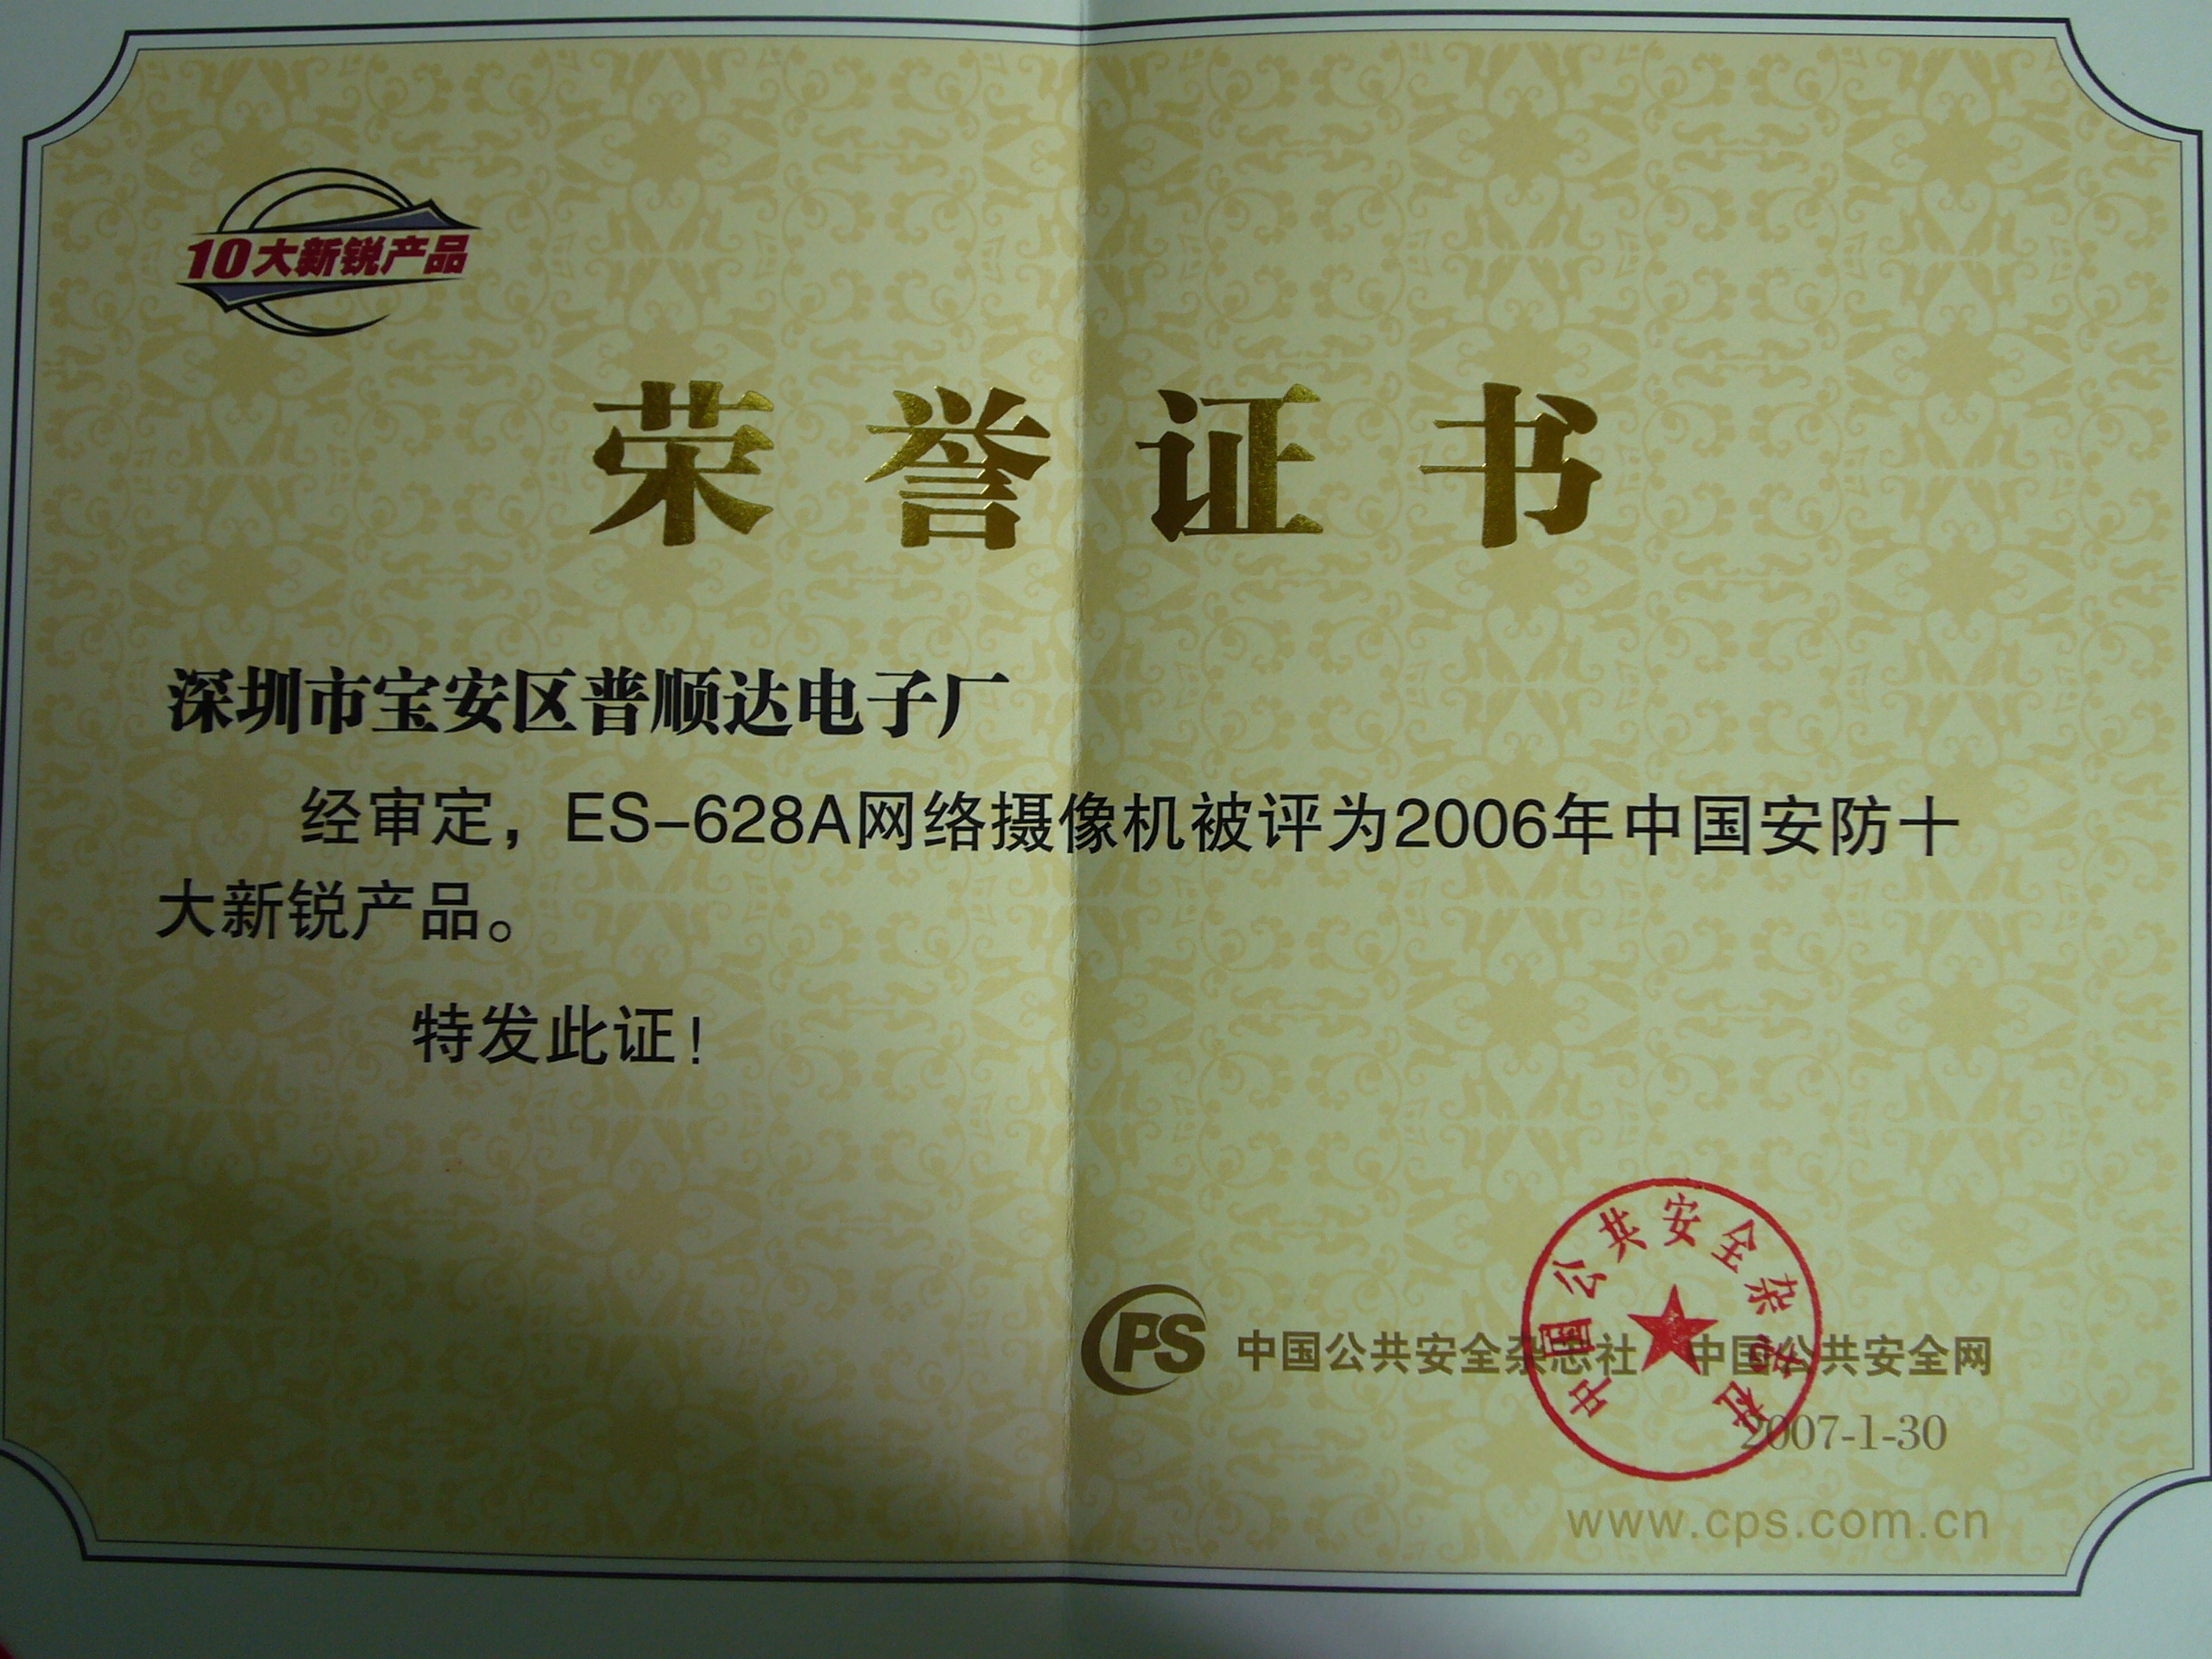 10大新锐产品
荣誉证书
深圳市宝安区普顺达电子厂
经审定，ES-628A网络摄像机被评为2006年中国安防十
大新锐产品。
特发此证！
CPS 中国公共安全杂志社 中国公共安全网
中国公共安全杂志社
2007-1-30
www.cps.com.cn